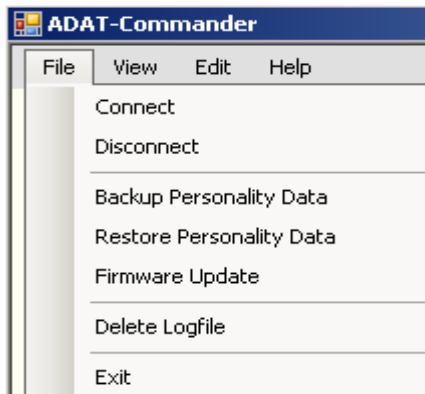 ADAT-Commander
File View Edit Help
Connect
Disconnect
Backup Personality Data
Restore Personality Data
Firmware Update
Delete Logfile
Exit